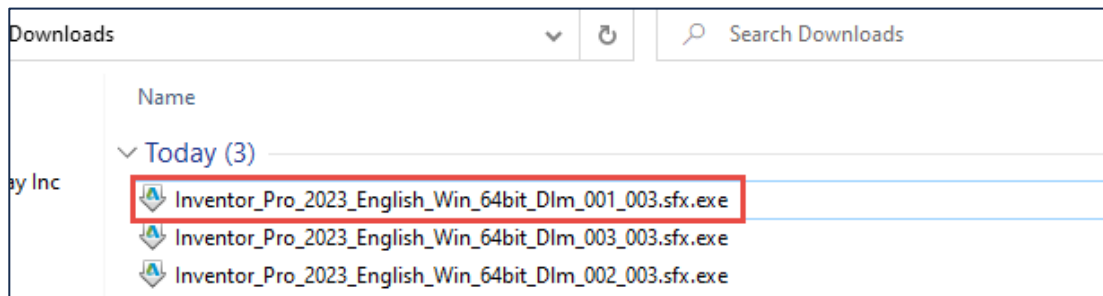 Downloads
Search Downloads
Name
Today (3)
ay Inc
Inventor_Pro_2023_English_Win_64bit_Dlm_001_003.sfx.exe
Inventor_Pro_2023_English_Win_64bit_Dlm_003_003.sfx.exe
Inventor_Pro_2023_English_Win_64bit_Dlm_002_003.sfx.exe